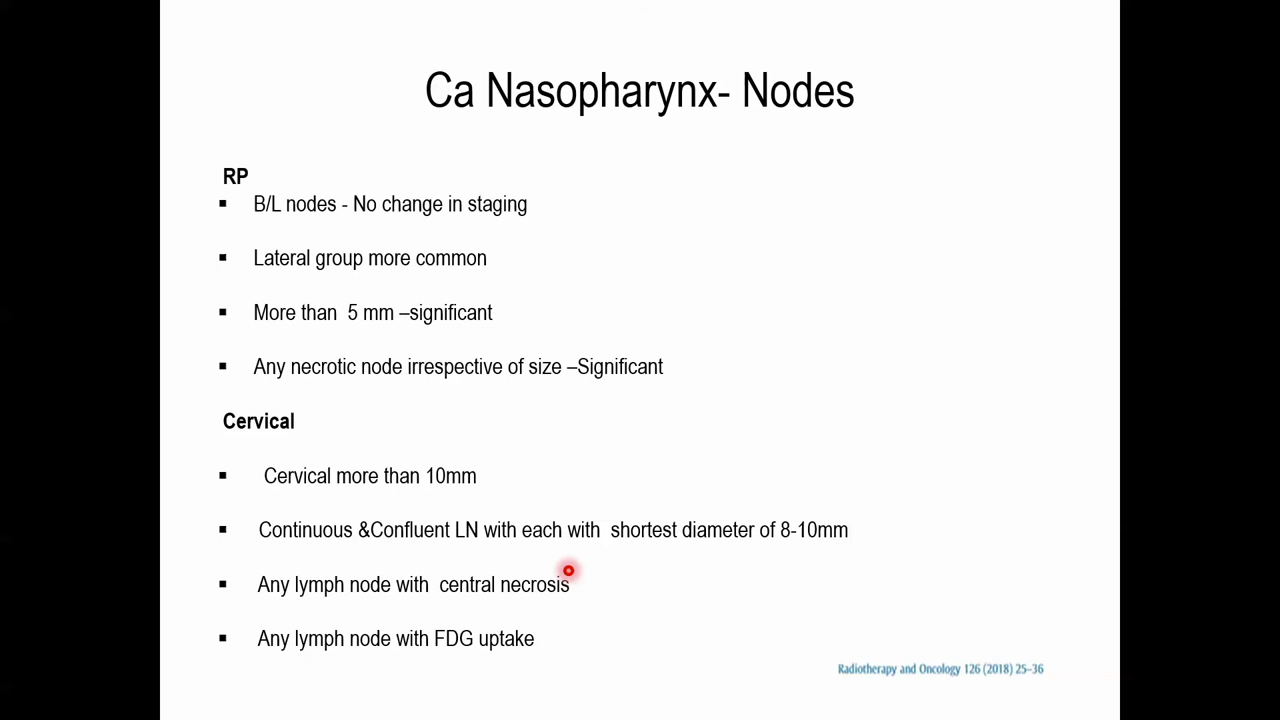 Ca Nasopharynx- Nodes
RP
▪ B/L nodes - No change in staging
▪ Lateral group more common
▪ More than 5 mm –significant
▪ Any necrotic node irrespective of size –Significant
Cervical
▪ Cervical more than 10mm
▪ Continuous &Confluent LN with each with shortest diameter of 8-10mm
▪ Any lymph node with central necrosis
▪ Any lymph node with FDG uptake
Radiotherapy and Oncology 126 (2018) 25–36